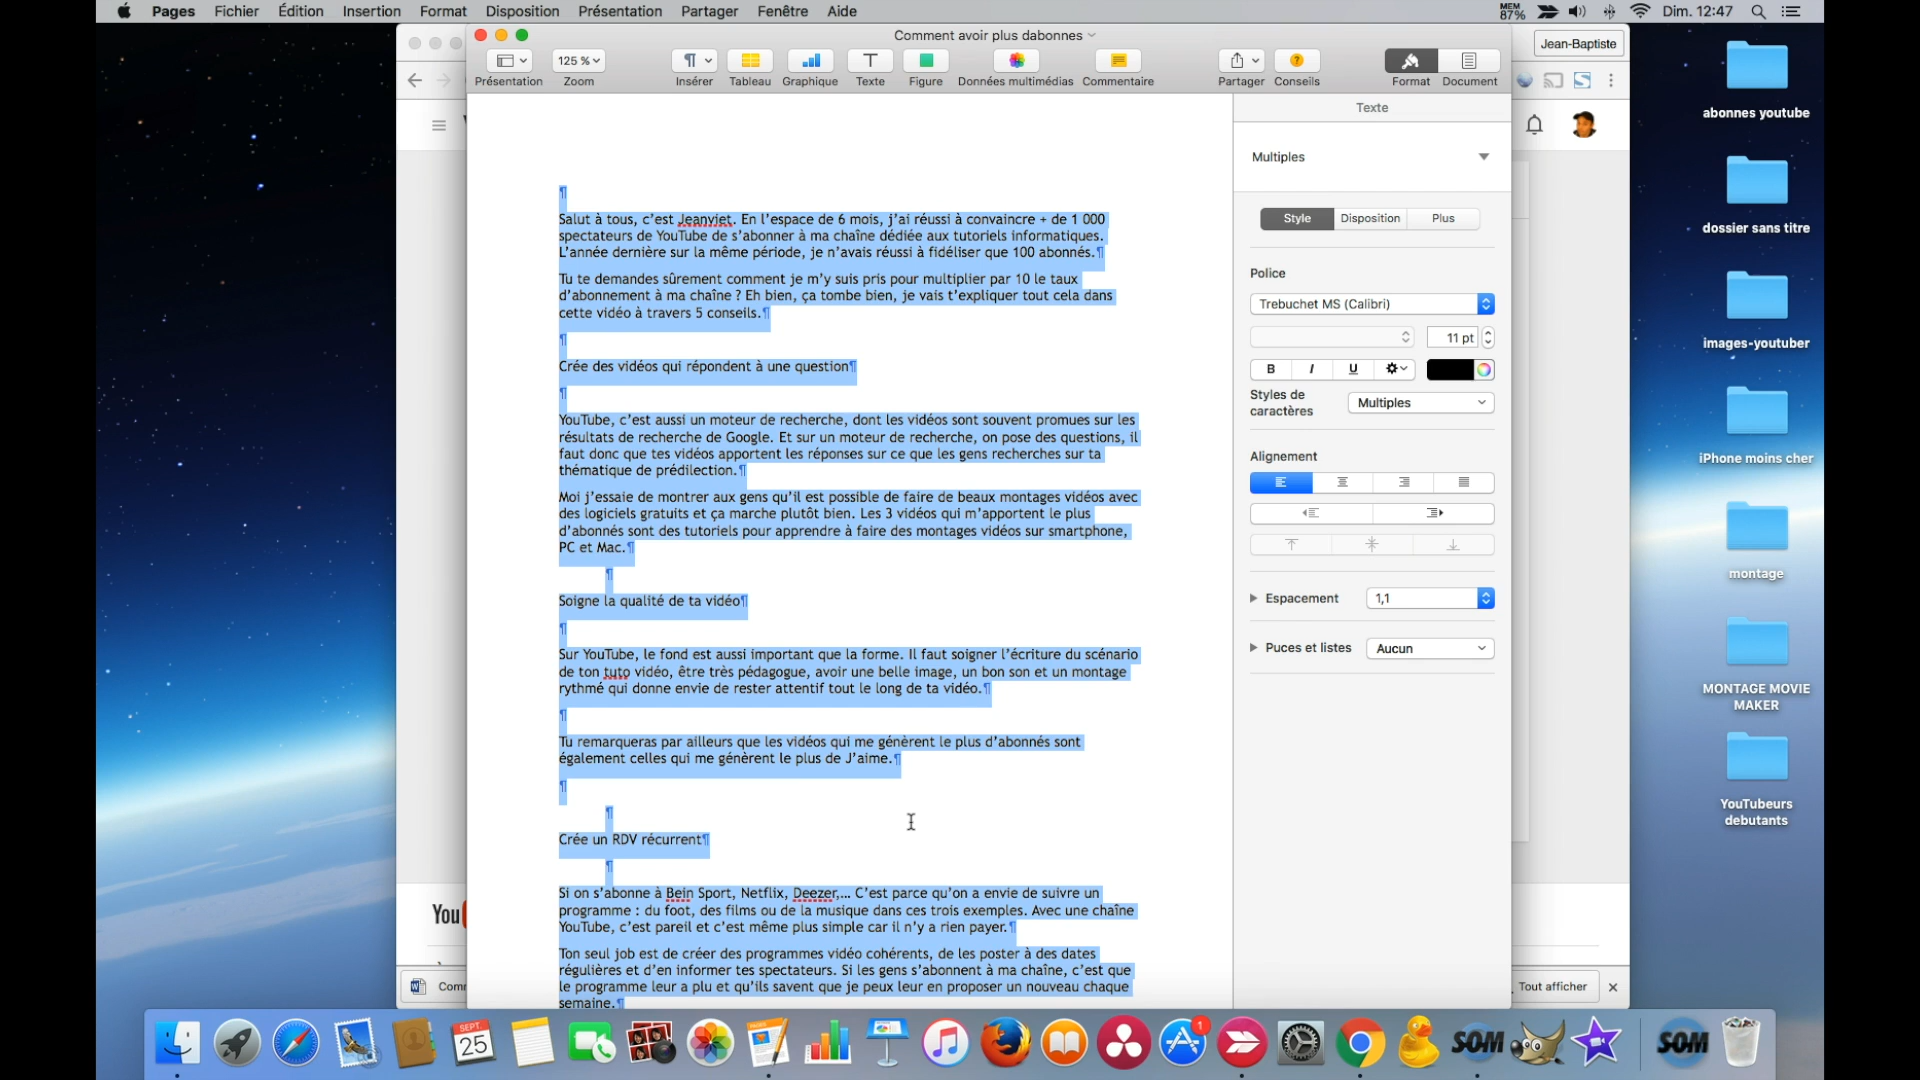 Pages Fichier Édition Insertion Format Disposition Présentation Partager Fenêtre Aide MEM 87% Dim. 12:47
Comment avoir plus dabonnes
Jean-Baptiste
125 %
Présentation Zoom Insérer Tableau Graphique Texte Figure Données multimédias Commentaire Partager Conseils Format Document
Texte
Multiples
Style Disposition Plus
Police
Trebuchet MS (Calibri)
11 pt
B I U
Styles de caractères
Multiples
Alignement
Espacement 1,1
Puces et listes Aucun
¶
Salut à tous, c’est Jeanviet. En l’espace de 6 mois, j’ai réussi à convaincre + de 1 000
spectateurs de YouTube de s’abonner à ma chaîne dédiée aux tutoriels informatiques.
L’année dernière sur la même période, je n’avais réussi à fidéliser que 100 abonnés.¶
Tu te demandes sûrement comment je m’y suis pris pour multiplier par 10 le taux
d’abonnement à ma chaîne ? Eh bien, ça tombe bien, je vais t’expliquer tout cela dans
cette vidéo à travers 5 conseils.¶
¶
Crée des vidéos qui répondent à une question¶
¶
YouTube, c’est aussi un moteur de recherche, dont les vidéos sont souvent promues sur les
résultats de recherche de Google. Et sur un moteur de recherche, on pose des questions, il
faut donc que tes vidéos apportent les réponses sur ce que les gens recherches sur ta
thématique de prédilection.¶
Moi j’essaie de montrer aux gens qu’il est possible de faire de beaux montages vidéos avec
des logiciels gratuits et ça marche plutôt bien. Les 3 vidéos qui m’apportent le plus
d’abonnés sont des tutoriels pour apprendre à faire des montages vidéos sur smartphone,
PC et Mac.¶
¶
Soigne la qualité de ta vidéo¶
¶
Sur YouTube, le fond est aussi important que la forme. Il faut soigner l’écriture du scénario
de ton tuto vidéo, être très pédagogue, avoir une belle image, un bon son et un montage
rythmé qui donne envie de rester attentif tout le long de ta vidéo.¶
¶
Tu remarqueras par ailleurs que les vidéos qui me génèrent le plus d’abonnés sont
également celles qui me génèrent le plus de J’aime.¶
¶
¶
Crée un RDV récurrent¶
¶
Si on s’abonne à Bein Sport, Netflix, Deezer,... C’est parce qu’on a envie de suivre un
programme : du foot, des films ou de la musique dans ces trois exemples. Avec une chaîne
YouTube, c’est pareil et c’est même plus simple car il n’y a rien payer.¶
Ton seul job est de créer des programmes vidéo cohérents, de les poster à des dates
régulières et d’en informer tes spectateurs. Si les gens s’abonnent à ma chaîne, c’est que
le programme leur a plu et qu’ils savent que je peux leur en proposer un nouveau chaque
semaine.¶
You
Comm
Tout afficher
abonnes youtube
dossier sans titre
images-youtuber
iPhone moins cher
montage
MONTAGE MOVIE
MAKER
YouTubeurs
debutants
SEPT.
25
PAGES
1
SOM
SOM